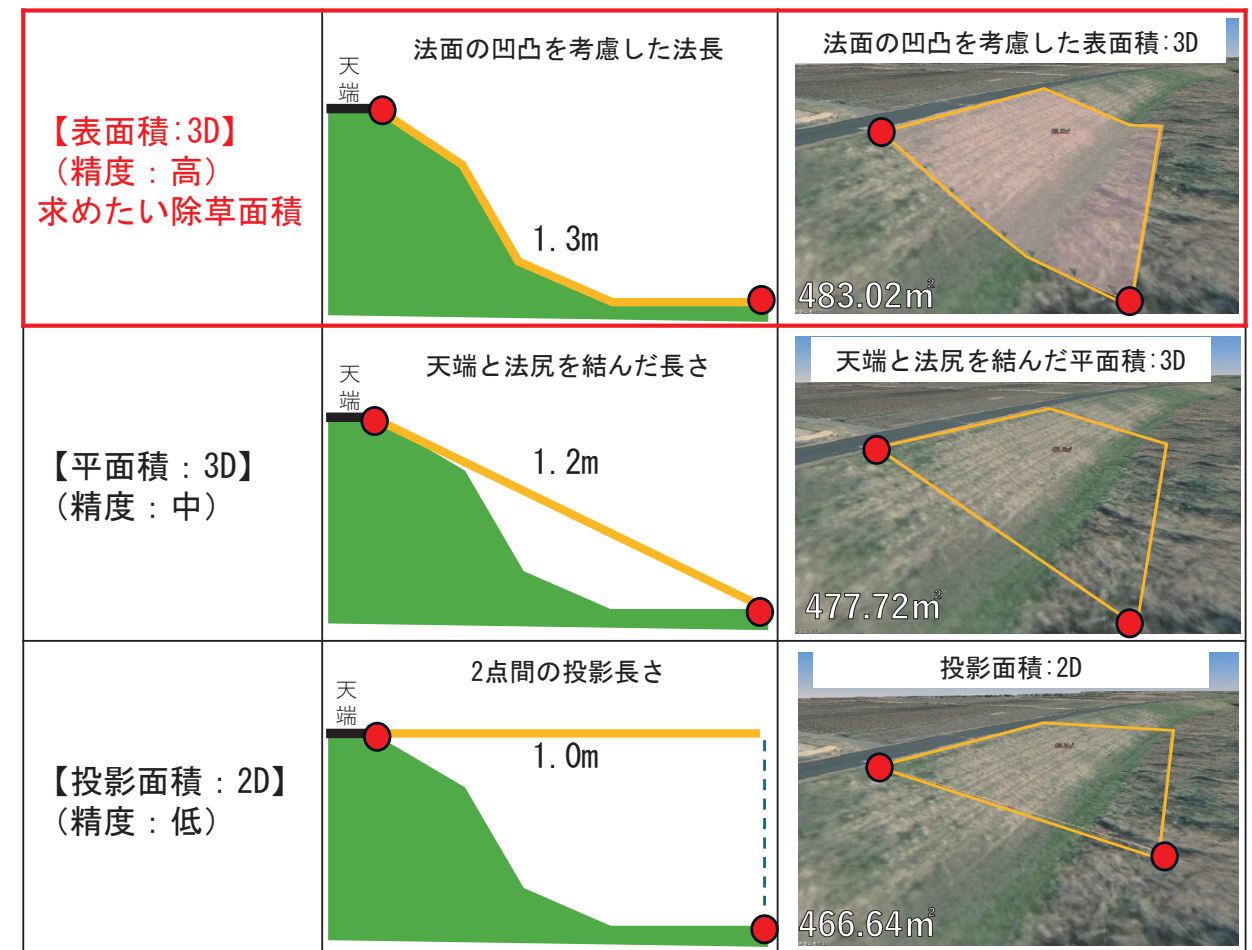 【表面積:3D】
（精度：高）
求めたい除草面積
法面の凹凸を考慮した法長
天
端
1.3m
法面の凹凸を考慮した表面積:3D
483.02㎡
【平面積：3D】
（精度：中）
天端と法尻を結んだ長さ
天
端
1.2m
天端と法尻を結んだ平面積:3D
477.72㎡
【投影面積：2D】
（精度：低）
2点間の投影長さ
天
端
1.0m
投影面積:2D
466.64㎡